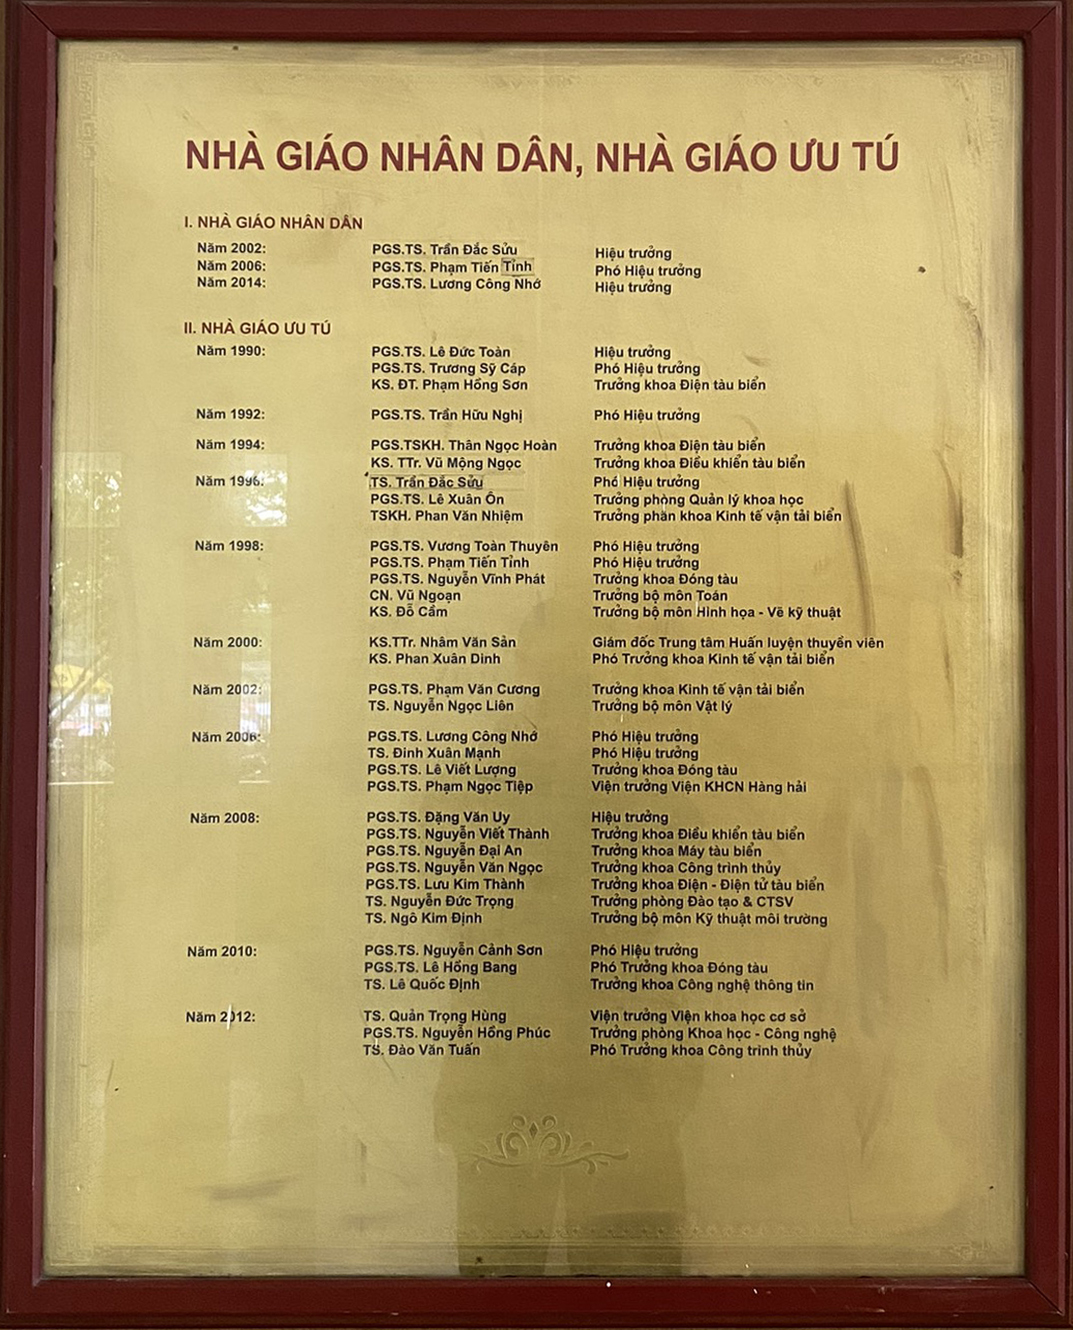 NHÀ GIÁO NHÂN DÂN, NHÀ GIÁO ƯU TÚ
I. NHÀ GIÁO NHÂN DÂN
Năm 2002: PGS.TS. Trần Đắc Sửu Hiệu trưởng
Năm 2006: PGS.TS. Phạm Tiến Tỉnh Phó Hiệu trưởng
Năm 2014: PGS.TS. Lương Công Nhớ Hiệu trưởng
II. NHÀ GIÁO ƯU TÚ
Năm 1990: PGS.TS. Lê Đức Toàn Hiệu trưởng
PGS.TS. Trương Sỹ Cáp Phó Hiệu trưởng
KS. ĐT. Phạm Hồng Sơn Trưởng khoa Điện tàu biển
Năm 1992: PGS.TS. Trần Hữu Nghị Phó Hiệu trưởng
Năm 1994: PGS.TSKH. Thân Ngọc Hoàn Trưởng khoa Điện tàu biển
KS. TTr. Vũ Mộng Ngọc Trưởng khoa Điều khiển tàu biển
Năm 1996: TS. Trần Đắc Sửu Phó Hiệu trưởng
PGS.TS. Lê Xuân Ôn Trưởng phòng Quản lý khoa học
TSKH. Phan Văn Nhiệm Trưởng phân khoa Kinh tế vận tải biển
Năm 1998: PGS.TS. Vương Toàn Thuyên Phó Hiệu trưởng
PGS.TS. Phạm Tiến Tỉnh Phó Hiệu trưởng
PGS.TS. Nguyễn Vĩnh Phát Trưởng khoa Đóng tàu
CN. Vũ Ngoạn Trưởng bộ môn Toán
KS. Đỗ Cầm Trưởng bộ môn Hình họa - Vẽ kỹ thuật
Năm 2000: KS.TTr. Nhâm Văn Sản Giám đốc Trung tâm Huấn luyện thuyền viên
KS. Phan Xuân Dinh Phó Trưởng khoa Kinh tế vận tải biển
Năm 2002: PGS.TS. Phạm Văn Cương Trưởng khoa Kinh tế vận tải biển
TS. Nguyễn Ngọc Liên Trưởng bộ môn Vật lý
Năm 2006: PGS.TS. Lương Công Nhớ Phó Hiệu trưởng
TS. Đinh Xuân Mạnh Phó Hiệu trưởng
PGS.TS. Lê Viết Lượng Trưởng khoa Đóng tàu
PGS.TS. Phạm Ngọc Tiệp Viện trưởng Viện KHCN Hàng hải
Năm 2008: PGS.TS. Đặng Văn Uy Hiệu trưởng
PGS.TS. Nguyễn Viết Thành Trưởng khoa Điều khiển tàu biển
PGS.TS. Nguyễn Đại An Trưởng khoa Máy tàu biển
PGS.TS. Nguyễn Văn Ngọc Trưởng khoa Công trình thủy
PGS.TS. Lưu Kim Thành Trưởng khoa Điện - Điện tử tàu biển
TS. Nguyễn Đức Trọng Trưởng phòng Đào tạo & CTSV
TS. Ngô Kim Định Trưởng bộ môn Kỹ thuật môi trường
Năm 2010: PGS.TS. Nguyễn Cảnh Sơn Phó Hiệu trưởng
PGS.TS. Lê Hồng Bang Phó Trưởng khoa Đóng tàu
TS. Lê Quốc Định Trưởng khoa Công nghệ thông tin
Năm 2012: TS. Quản Trọng Hùng Viện trưởng Viện khoa học cơ sở
PGS.TS. Nguyễn Hồng Phúc Trưởng phòng Khoa học - Công nghệ
TS. Đào Văn Tuấn Phó Trưởng khoa Công trình thủy